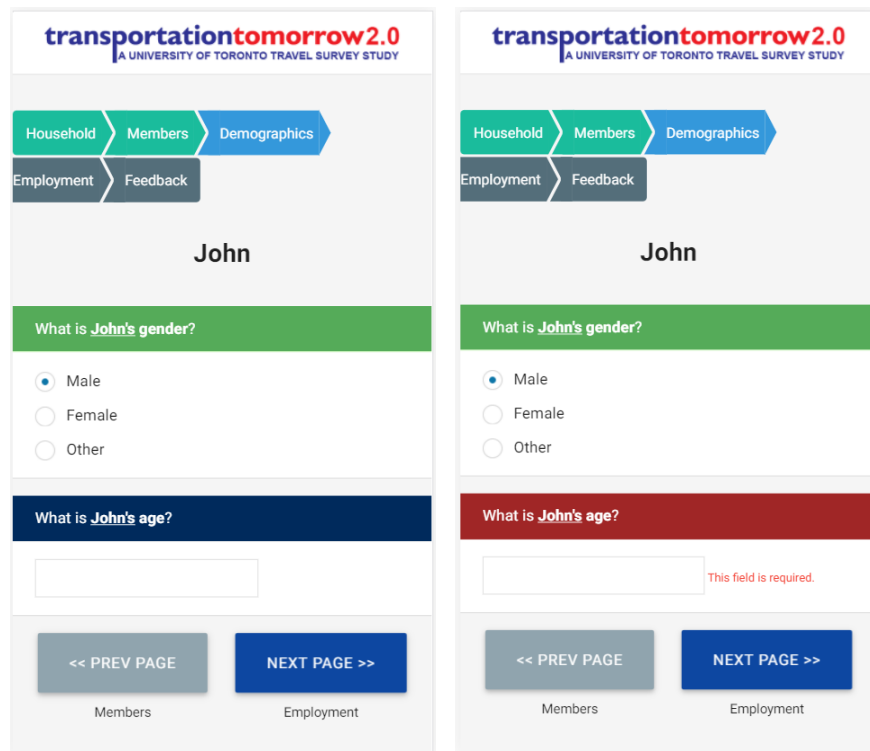 transportationtomorrow2.0
A UNIVERSITY OF TORONTO TRAVEL SURVEY STUDY
Household Members Demographics
Employment Feedback
John
What is John's gender?
Male
Female
Other
What is John's age?
<< PREV PAGE NEXT PAGE >>
Members Employment
transportationtomorrow2.0
A UNIVERSITY OF TORONTO TRAVEL SURVEY STUDY
Household Members Demographics
Employment Feedback
John
What is John's gender?
Male
Female
Other
What is John's age?
This field is required.
<< PREV PAGE NEXT PAGE >>
Members Employment